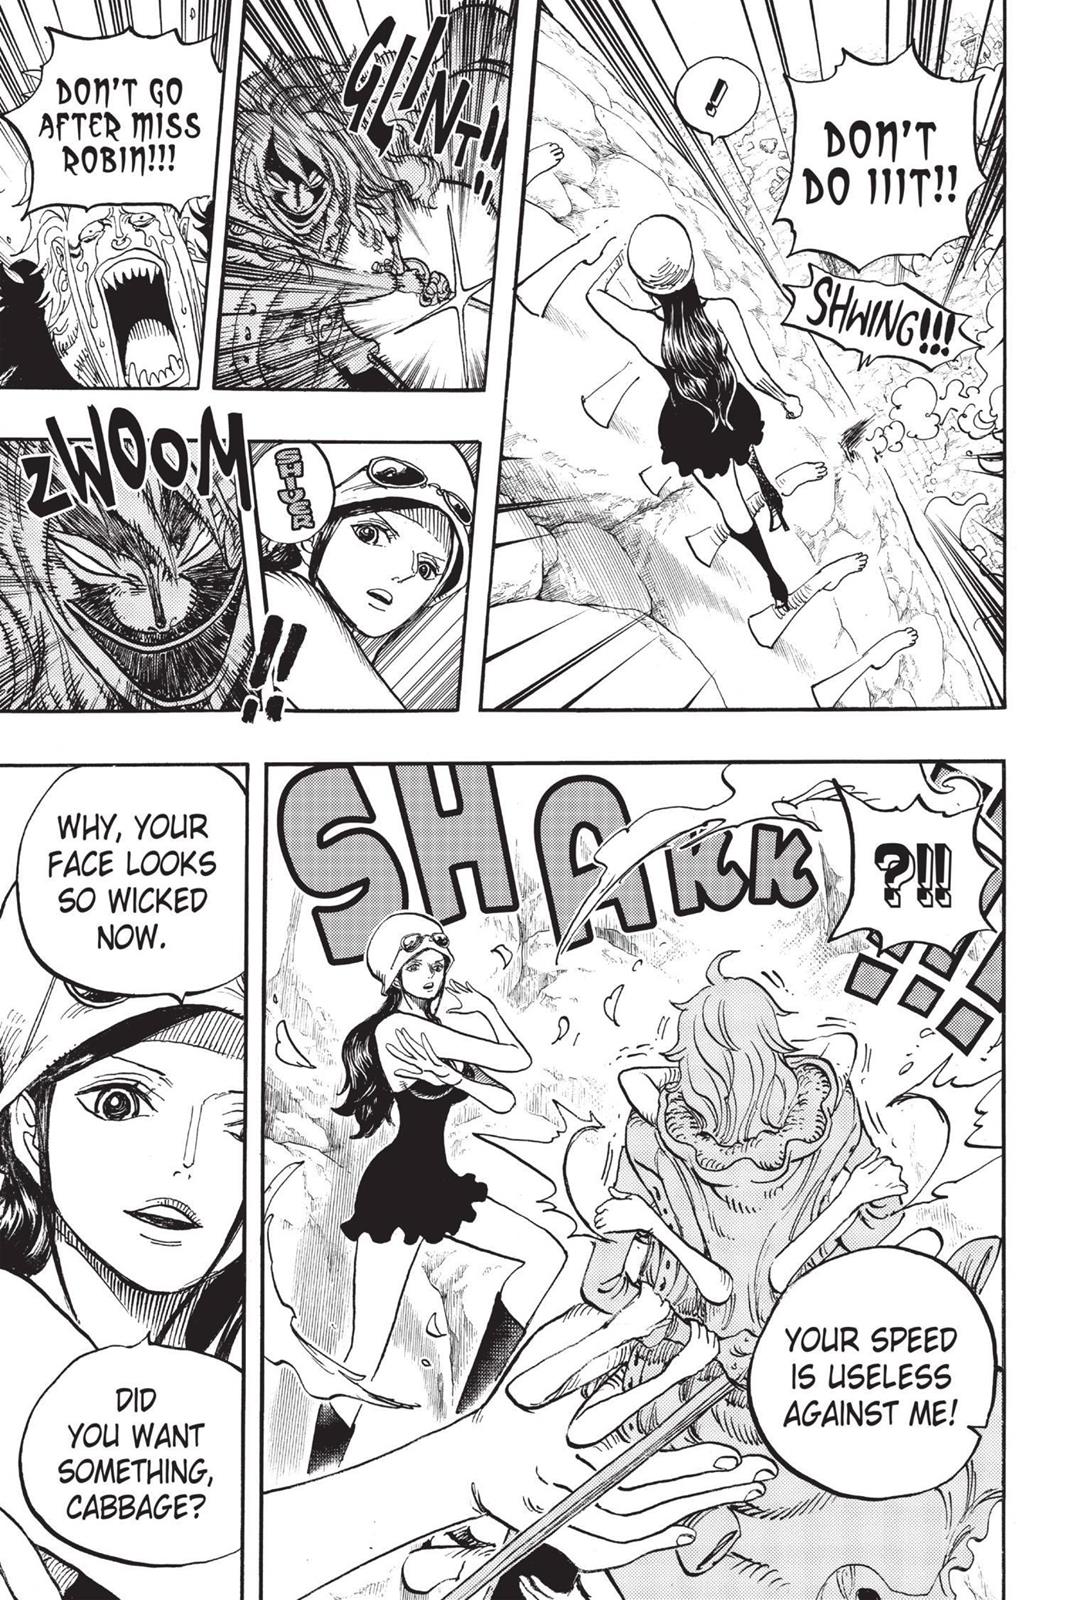 !
DON'T
DO IIIT!!
SHWING!!!
GLINT!!!
DON'T GO
AFTER MISS
ROBIN!!!
SHIVER
ZWOOM
!!
?!!
SHAKK
!!!
YOUR SPEED
IS USELESS
AGAINST ME!
WHY, YOUR
FACE LOOKS
SO WICKED
NOW.
DID
YOU WANT
SOMETHING,
CABBAGE?